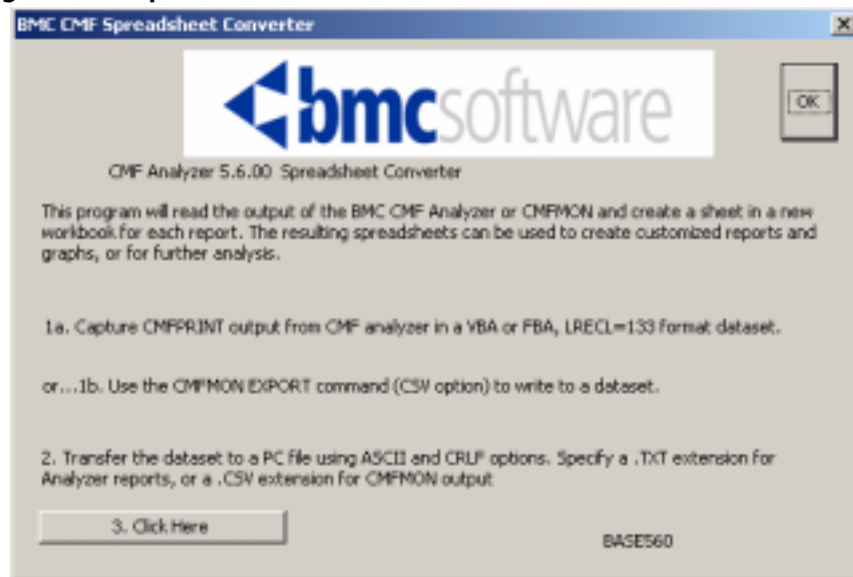 BMC CMF Spreadsheet Converter
bmcsoftware
OK
CMF Analyzer 5.6.00 Spreadsheet Converter
This program will read the output of the BMC CMF Analyzer or CMFMON and create a sheet in a new
workbook for each report. The resulting spreadsheets can be used to create customized reports and
graphs, or for further analysis.
1a. Capture CMFPRINT output from CMF analyzer in a VBA or FBA, LRECL=133 format dataset.
or...1b. Use the CMFMON EXPORT command (CSV option) to write to a dataset.
2. Transfer the dataset to a PC file using ASCII and CRLF options. Specify a .TXT extension for
Analyzer reports, or a .CSV extension for CMFMON output
3. Click Here
BASE560